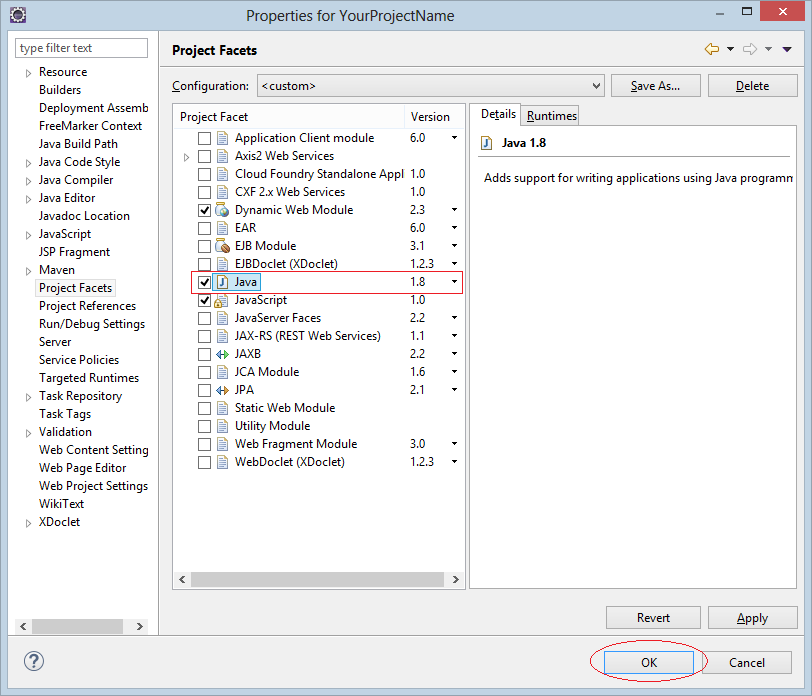 Properties for YourProjectName
type filter text
Resource
Builders
Deployment Assemb
FreeMarker Context
Java Build Path
Java Code Style
Java Compiler
Java Editor
Javadoc Location
JavaScript
JSP Fragment
Maven
Project Facets
Project References
Run/Debug Settings
Server
Service Policies
Targeted Runtimes
Task Repository
Task Tags
Validation
Web Content Setting
Web Page Editor
Web Project Settings
WikiText
XDoclet
Project Facets
Configuration: <custom> Save As... Delete
Project Facet Version
Application Client module 6.0
Axis2 Web Services
Cloud Foundry Standalone Appl 1.0
CXF 2.x Web Services 1.0
Dynamic Web Module 2.3
EAR 6.0
EJB Module 3.1
EJBDoclet (XDoclet) 1.2.3
Java 1.8
JavaScript 1.0
JavaServer Faces 2.2
JAX-RS (REST Web Services) 1.1
JAXB 2.2
JCA Module 1.6
JPA 2.1
Static Web Module
Utility Module
Web Fragment Module 3.0
WebDoclet (XDoclet) 1.2.3
Details Runtimes
Java 1.8
Adds support for writing applications using Java programm
Revert Apply
? OK Cancel